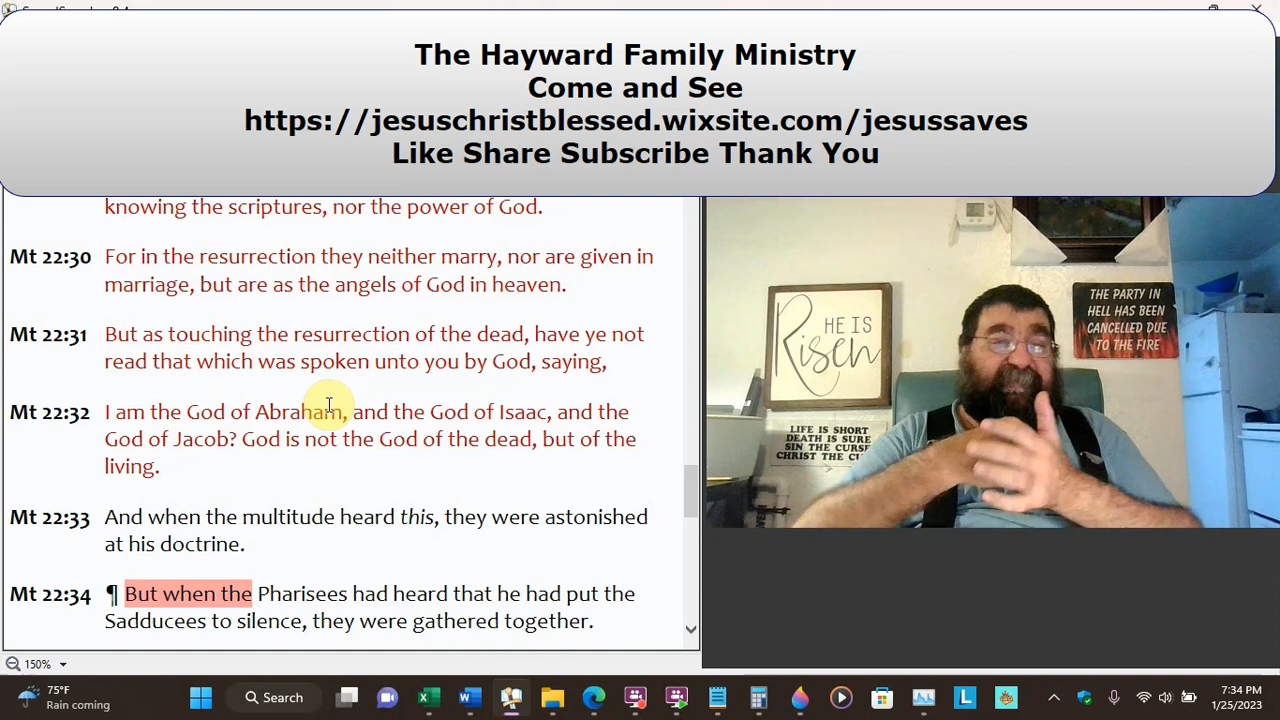 The Hayward Family Ministry
Come and See
https://jesuschristblessed.wixsite.com/jesussaves
Like Share Subscribe Thank You
knowing the scriptures, nor the power of God.
Mt 22:30 For in the resurrection they neither marry, nor are given in
marriage, but are as the angels of God in heaven.
Mt 22:31 But as touching the resurrection of the dead, have ye not
read that which was spoken unto you by God, saying,
Mt 22:32 I am the God of Abraham, and the God of Isaac, and the
God of Jacob? God is not the God of the dead, but of the
living.
Mt 22:33 And when the multitude heard this, they were astonished
at his doctrine.
Mt 22:34 ¶ But when the Pharisees had heard that he had put the
Sadducees to silence, they were gathered together.
150%
HE IS
Risen
THE PARTY IN
HELL HAS BEEN
CANCELLED DUE
TO THE FIRE
LIFE IS SHORT
DEATH IS SURE
SIN THE CURSE
CHRIST THE CU
75°F
Rain coming
Search
7:34 PM
1/25/2023